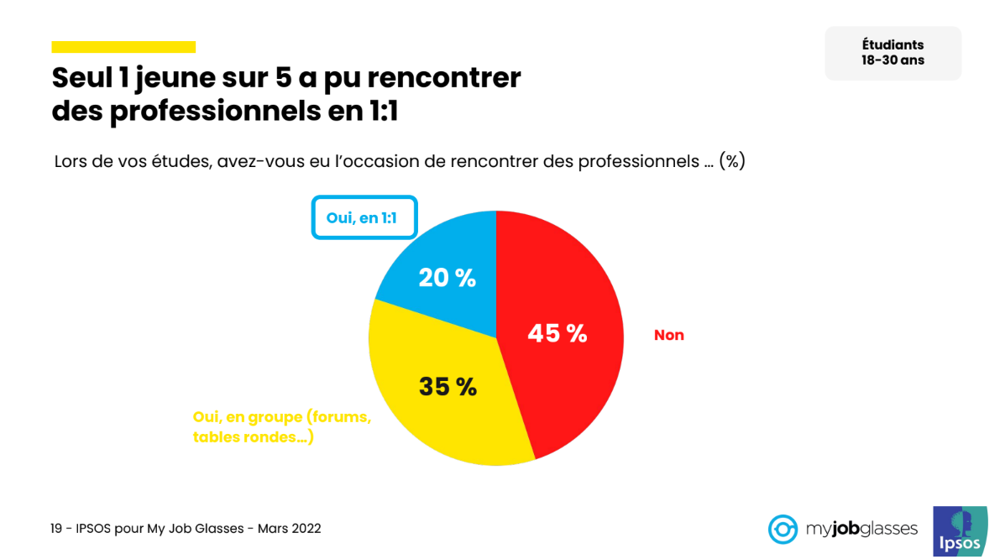 Étudiants
18-30 ans
Seul 1 jeune sur 5 a pu rencontrer
des professionnels en 1:1
Lors de vos études, avez-vous eu l’occasion de rencontrer des professionnels … (%)
Oui, en 1:1
20 %
45 %
Non
35 %
Oui, en groupe (forums,
tables rondes…)
19 - IPSOS pour My Job Glasses - Mars 2022
myjobglasses
Ipsos